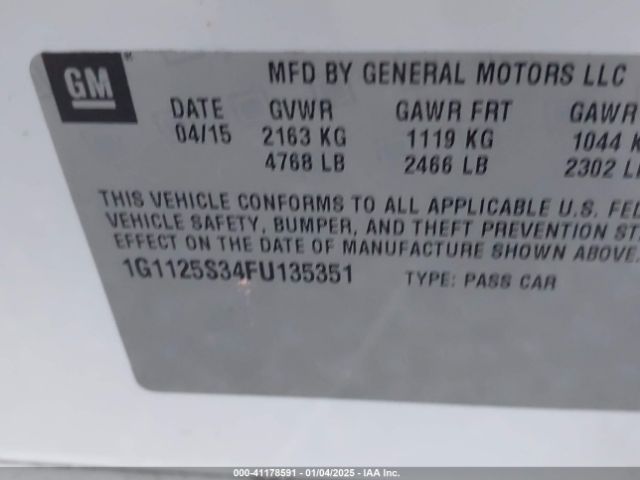 GM
MFD BY GENERAL MOTORS LLC
DATE GVWR GAWR FRT GAWR
04/15 2163 KG 1119 KG 1044 K
4768 LB 2466 LB 2302 L
THIS VEHICLE CONFORMS TO ALL APPLICABLE U.S. FED
VEHICLE SAFETY, BUMPER, AND THEFT PREVENTION ST
EFFECT ON THE DATE OF MANUFACTURE SHOWN ABOVE.
1G1125S34FU135351 TYPE: PASS CAR
000-41178591 - 01/04/2025 - ©IAA, LLC